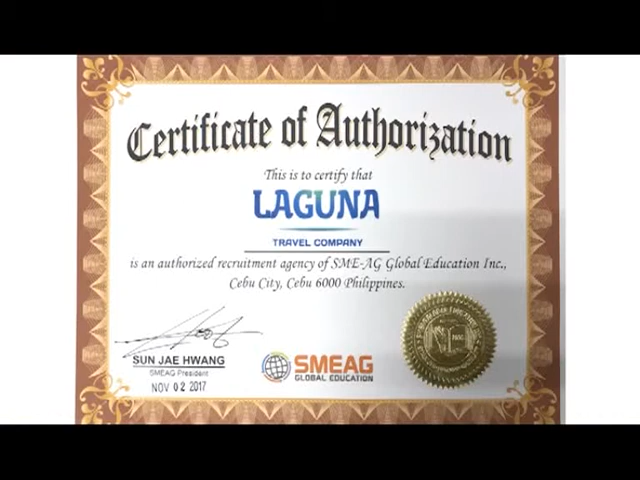 Certificate of Authorization
This is to certify that
LAGUNA
TRAVEL COMPANY
is an authorized recruitment agency of SME-AG Global Education Inc.,
Cebu City, Cebu 6000 Philippines.
SUN JAE HWANG
SMEAG President
NOV 02 2017
SMEAG
GLOBAL EDUCATION